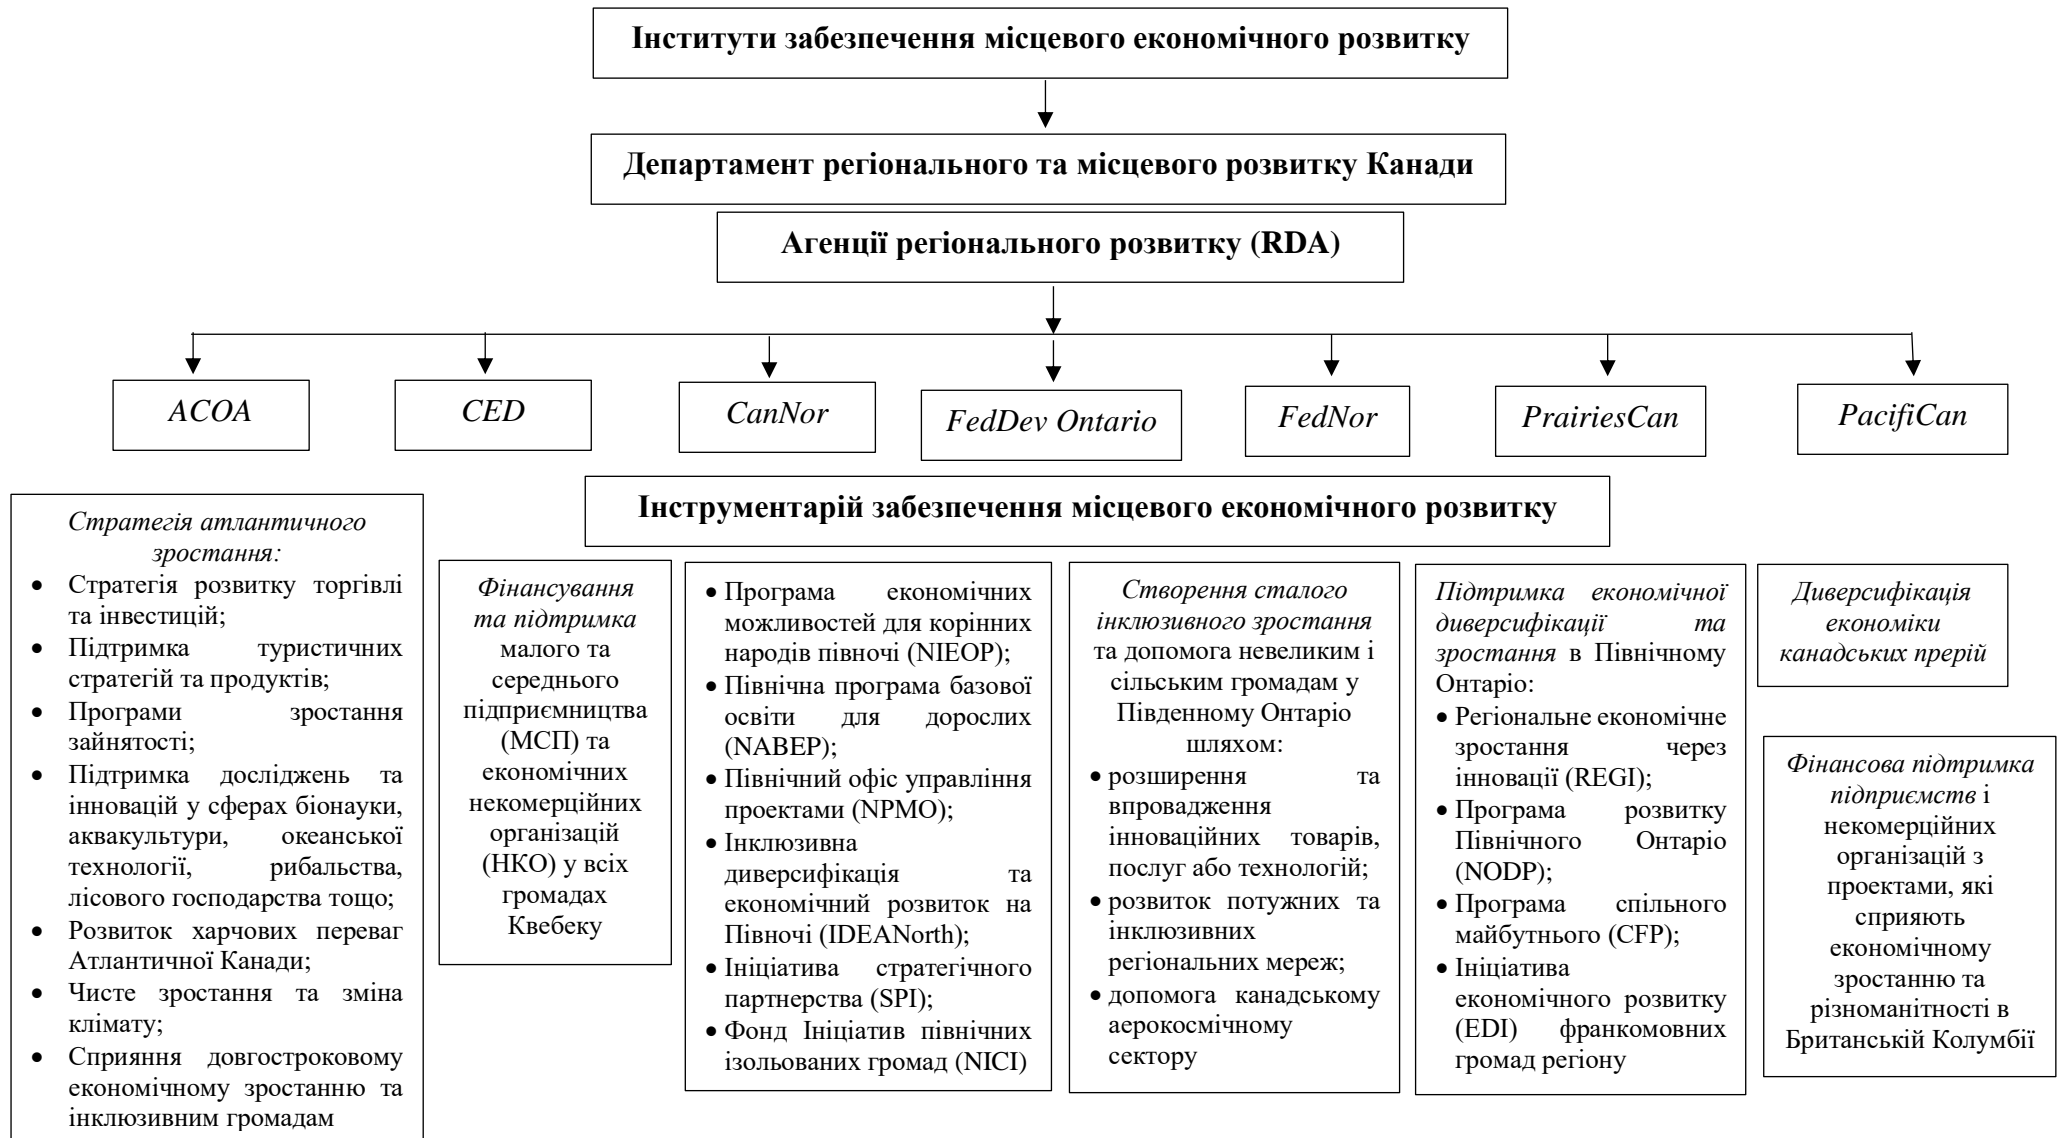 Інститути забезпечення місцевого економічного розвитку
Департамент регіонального та місцевого розвитку Канади
Агенції регіонального розвитку (RDA)
ACOA
CED
CanNor
FedDev Ontario
FedNor
PrairiesCan
PacifiCan
Інструментарій забезпечення місцевого економічного розвитку
Стратегія атлантичного
зростання:
• Стратегія розвитку торгівлі
та інвестицій;
• Підтримка туристичних
стратегій та продуктів;
• Програми зростання
зайнятості;
• Підтримка досліджень та
інновацій у сферах біонауки,
аквакультури, океанської
технології, рибальства,
лісового господарства тощо;
• Розвиток харчових переваг
Атлантичної Канади;
• Чисте зростання та зміна
клімату;
• Сприяння довгостроковому
економічному зростанню та
інклюзивним громадам
Фінансування
та підтримка
малого та
середнього
підприємництва
(МСП) та
економічних
некомерційних
організацій
(НКО) у всіх
громадах
Квебеку
• Програма економічних
можливостей для корінних
народів півночі (NIEOP);
• Північна програма базової
освіти для дорослих
(NABEP);
• Північний офіс управління
проектами (NPMO);
• Інклюзивна
диверсифікація та
економічний розвиток на
Півночі (IDEANorth);
• Ініціатива стратегічного
партнерства (SPI);
• Фонд Ініціатив північних
ізольованих громад (NICI)
Створення сталого
інклюзивного зростання
та допомога невеликим і
сільським громадам у
Південному Онтаріо
шляхом:
• розширення та
впровадження
інноваційних товарів,
послуг або технологій;
• розвиток потужних та
інклюзивних
регіональних мереж;
• допомога канадському
аерокосмічному
сектору
Підтримка економічної
диверсифікації та
зростання в Північному
Онтаріо:
• Регіональне економічне
зростання через
інновації (REGI);
• Програма розвитку
Північного Онтаріо
(NODP);
• Програма спільного
майбутнього (CFP);
• Ініціатива
економічного розвитку
(EDI) франкомовних
громад регіону
Диверсифікація
економіки
канадських прерій
Фінансова підтримка
підприємств і
некомерційних
організацій з
проектами, які
сприяють
економічному
зростанню та
різноманітності в
Британській Колумбії